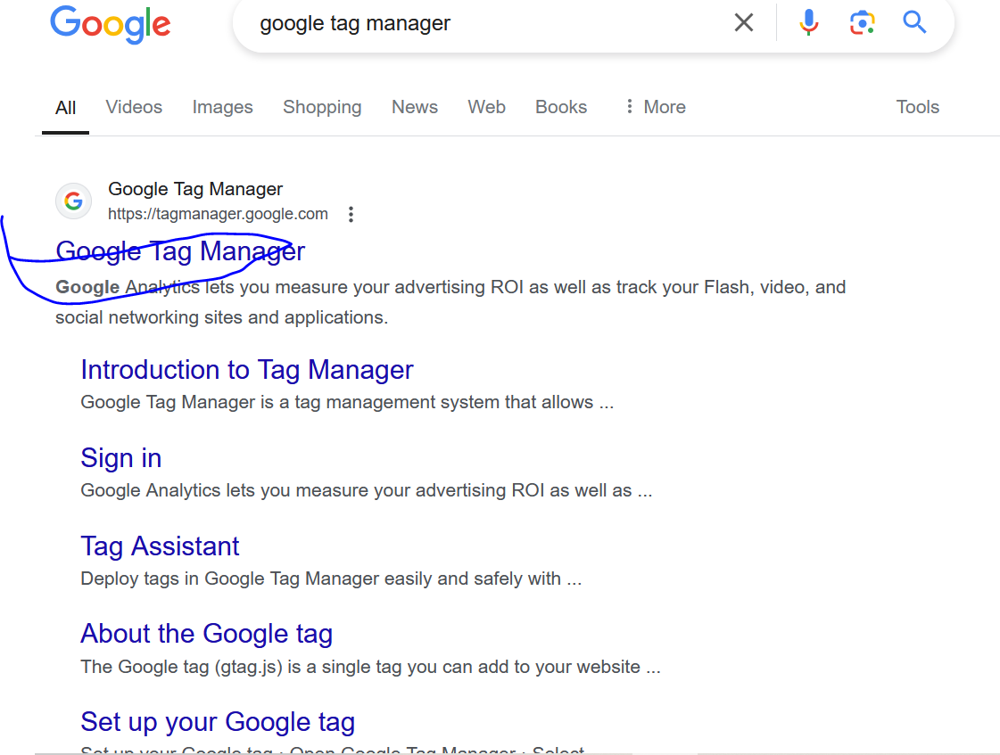 Google
google tag manager
All Videos Images Shopping News Web Books More Tools
Google Tag Manager
https://tagmanager.google.com
Google Tag Manager
Google Analytics lets you measure your advertising ROI as well as track your Flash, video, and
social networking sites and applications.
Introduction to Tag Manager
Google Tag Manager is a tag management system that allows ...
Sign in
Google Analytics lets you measure your advertising ROI as well as ...
Tag Assistant
Deploy tags in Google Tag Manager easily and safely with ...
About the Google tag
The Google tag (gtag.js) is a single tag you can add to your website ...
Set up your Google tag
Set up your Google tag · Open Google Tag Manager · Select